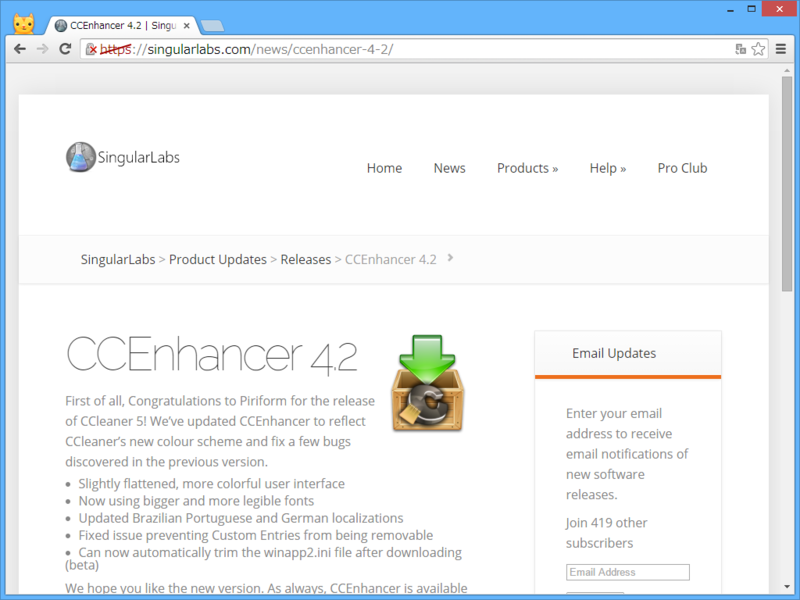 CCEnhancer 4.2 | Singu
https://singularlabs.com/news/ccenhancer-4-2/
SingularLabs
Home News Products » Help » Pro Club
SingularLabs > Product Updates > Releases > CCEnhancer 4.2
CCEnhancer 4.2
First of all, Congratulations to Piriform for the release
of CCleaner 5! We’ve updated CCEnhancer to reflect
CCleaner’s new colour scheme and fix a few bugs
discovered in the previous version.
• Slightly flattened, more colorful user interface
• Now using bigger and more legible fonts
• Updated Brazilian Portuguese and German localizations
• Fixed issue preventing Custom Entries from being removable
• Can now automatically trim the winapp2.ini file after downloading
(beta)
We hope you like the new version. As always, CCEnhancer is available
Email Updates
Enter your email
address to receive
email notifications of
new software
releases.
Join 419 other
subscribers
Email Address